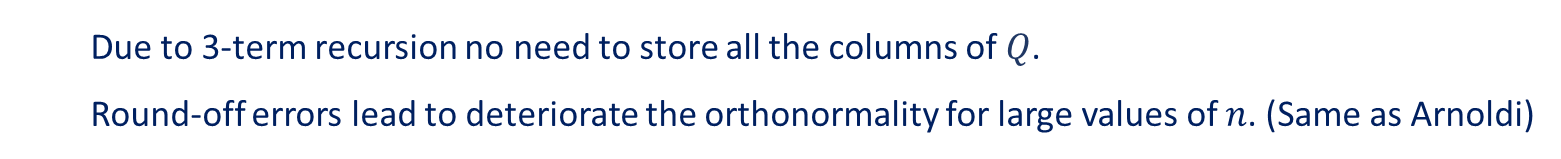 Due to 3-term recursion no need to store all the columns of Q.
Round-off errors lead to deteriorate the orthonormality for large values of n. (Same as Arnoldi)